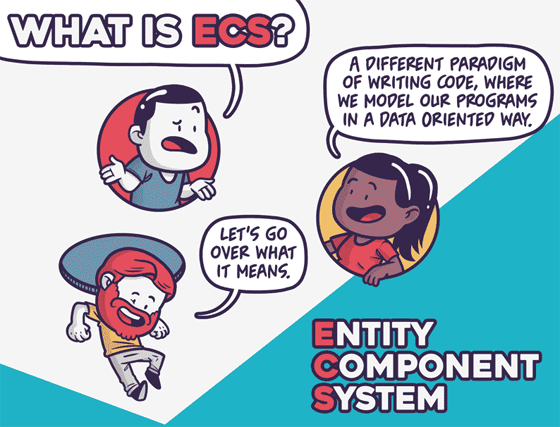 WHAT IS ECS?
A DIFFERENT PARADIGM
OF WRITING CODE, WHERE
WE MODEL OUR PROGRAMS
IN A DATA ORIENTED WAY.
LET'S GO
OVER WHAT
IT MEANS.
ENTITY
COMPONENT
SYSTEM